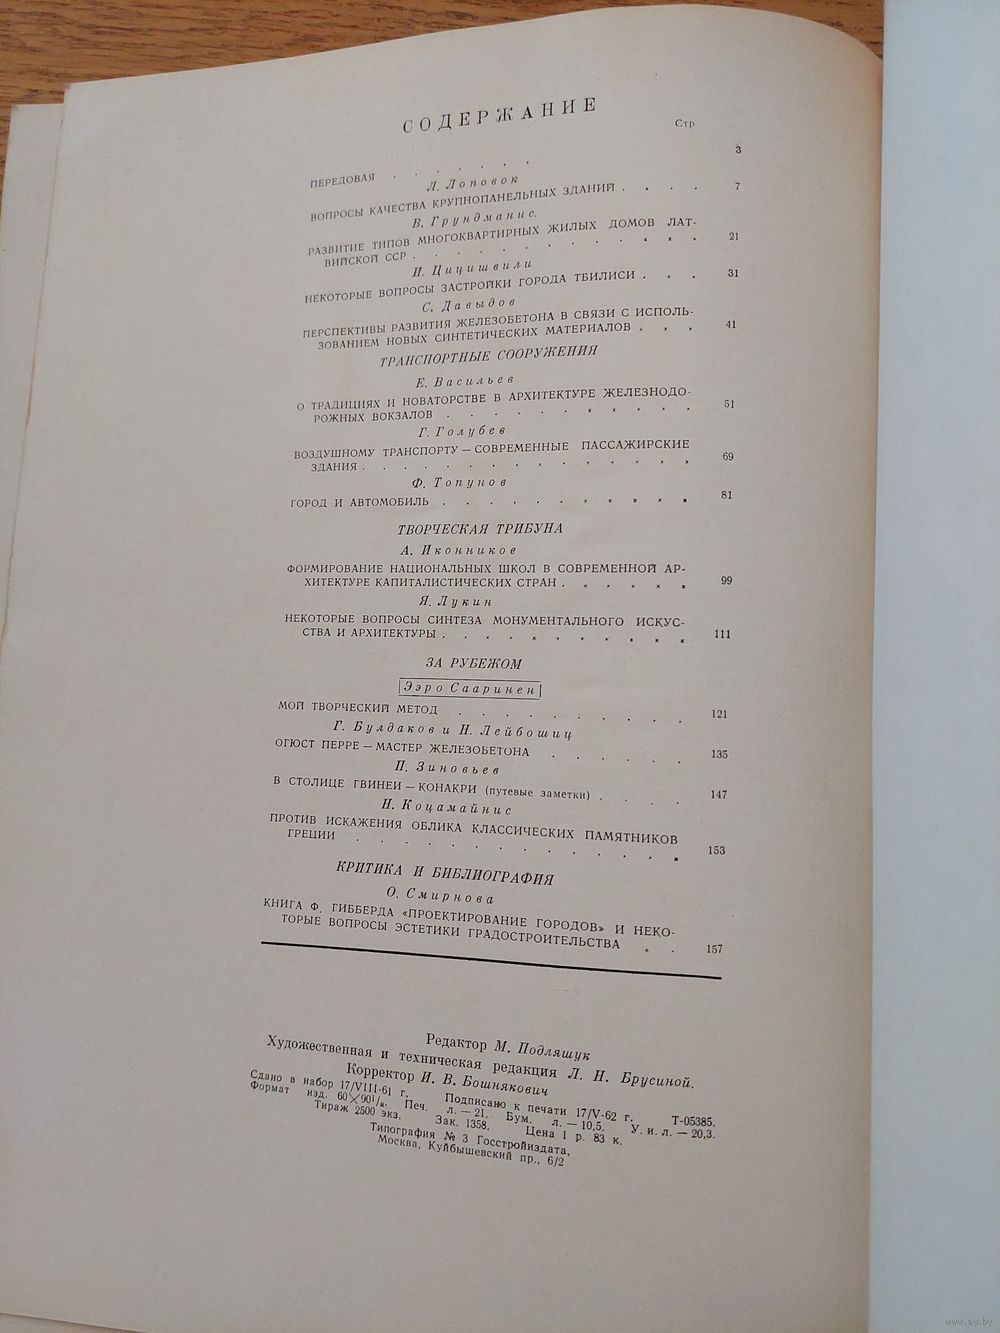 СОДЕРЖАНИЕ
Стр
ПЕРЕДОВАЯ . . . . . . 3
Л. Лоповок
ВОПРОСЫ КАЧЕСТВА КРУПНОПАНЕЛЬНЫХ ЗДАНИЙ . . . . 7
В. Грундманис.
РАЗВИТИЕ ТИПОВ МНОГОКВАРТИРНЫХ ЖИЛЫХ ДОМОВ ЛАТ-
ВИЙСКОЙ ССР . . . . . . . . . . . . 21
И. Цицишвили
НЕКОТОРЫЕ ВОПРОСЫ ЗАСТРОЙКИ ГОРОДА ТБИЛИСИ . . . 31
С. Давыдов
ПЕРСПЕКТИВЫ РАЗВИТИЯ ЖЕЛЕЗОБЕТОНА В СВЯЗИ С ИСПОЛЬ-
ЗОВАНИЕМ НОВЫХ СИНТЕТИЧЕСКИХ МАТЕРИАЛОВ . . . 41
ТРАНСПОРТНЫЕ СООРУЖЕНИЯ
Е. Васильев
О ТРАДИЦИЯХ И НОВАТОРСТВЕ В АРХИТЕКТУРЕ ЖЕЛЕЗНОДО-
РОЖНЫХ ВОКЗАЛОВ . . . . . . . . . . . 51
Г. Голубев
ВОЗДУШНОМУ ТРАНСПОРТУ — СОВРЕМЕННЫЕ ПАССАЖИРСКИЕ
ЗДАНИЯ . . . . . . . . . . . . . . 69
Ф. Топунов
ГОРОД И АВТОМОБИЛЬ . . . . . . . . . . 81
ТВОРЧЕСКАЯ ТРИБУНА
А. Иконников
ФОРМИРОВАНИЕ НАЦИОНАЛЬНЫХ ШКОЛ В СОВРЕМЕННОЙ АР-
ХИТЕКТУРЕ КАПИТАЛИСТИЧЕСКИХ СТРАН . . . . . . 99
Я. Лукин
НЕКОТОРЫЕ ВОПРОСЫ СИНТЕЗА МОНУМЕНТАЛЬНОГО ИСКУС-
СТВА И АРХИТЕКТУРЫ . . . . . . . . . . 111
ЗА РУБЕЖОМ
Ээро Сааринен
МОЙ ТВОРЧЕСКИЙ МЕТОД . . . . . . . . . 121
Г. Булдаков и Н. Лейбошиц
ОГЮСТ ПЕРРЕ — МАСТЕР ЖЕЛЕЗОБЕТОНА . . . . . 135
П. Зиновьев
В СТОЛИЦЕ ГВИНЕИ — КОНАКРИ (путевые заметки) . . . . 147
Н. Коцамайнис
ПРОТИВ ИСКАЖЕНИЯ ОБЛИКА КЛАССИЧЕСКИХ ПАМЯТНИКОВ
ГРЕЦИИ . . . . . . . . . . . . . 153
КРИТИКА И БИБЛИОГРАФИЯ
О. Смирнова
КНИГА Ф. ГИББЕРДА «ПРОЕКТИРОВАНИЕ ГОРОДОВ» И НЕКО-
ТОРЫЕ ВОПРОСЫ ЭСТЕТИКИ ГРАДОСТРОИТЕЛЬСТВА . . 157
Редактор М. Подляшук
Художественная и техническая редакция Л. Н. Брусиной.
Корректор И. В. Бошнякович
Сдано в набор 17/VIII-61 г. Подписано к печати 17/V-62 г. Т-05385.
Формат изд. 60×90 1/8. Печ. л. — 21. Бум. л. — 10,5. У. и. л. — 20,3.
Тираж 2500 экз. Зак. 1358. Цена 1 р. 83 к.
Типография № 3 Госстройиздата,
Москва, Куйбышевский пр., 6/2
www.ay.by